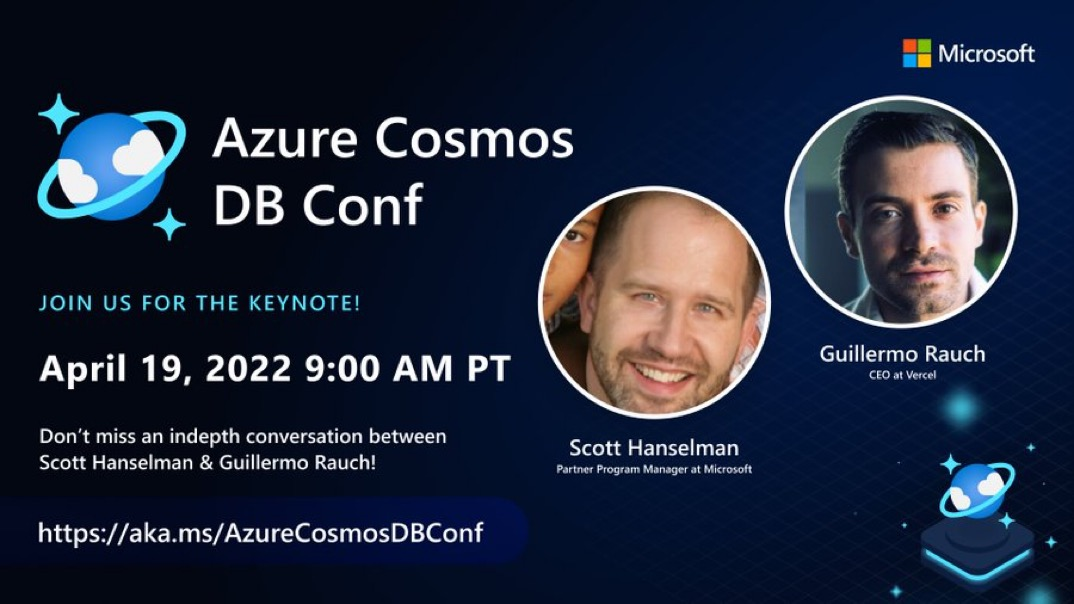 Microsoft
Azure Cosmos
DB Conf
JOIN US FOR THE KEYNOTE!
April 19, 2022 9:00 AM PT
Don't miss an indepth conversation between
Scott Hanselman & Guillermo Rauch!
https://aka.ms/AzureCosmosDBConf
Scott Hanselman
Partner Program Manager at Microsoft
Guillermo Rauch
CEO at Vercel